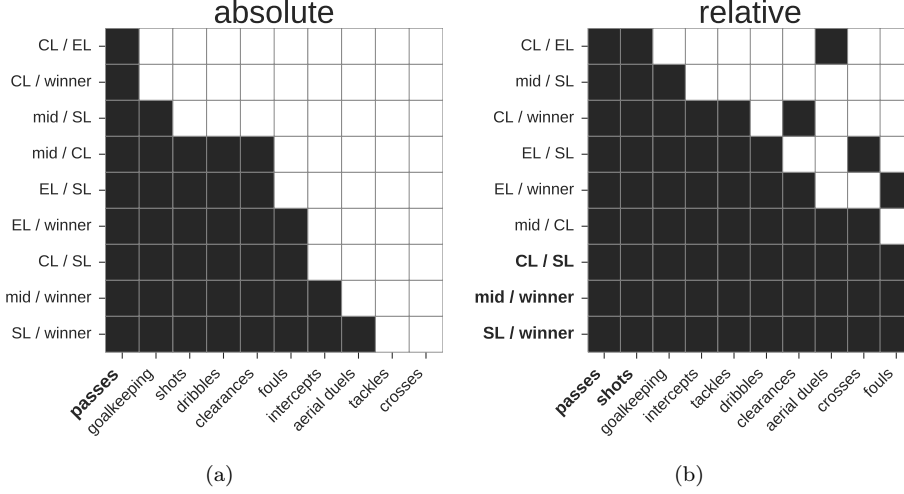 absolute
CL / EL
CL / winner
mid / SL
mid / CL
EL / SL
EL / winner
CL / SL
mid / winner
SL / winner
passes
goalkeeping
shots
dribbles
clearances
fouls
intercepts
aerial duels
tackles
crosses
(a)
relative
CL / EL
mid / SL
CL / winner
EL / SL
EL / winner
mid / CL
CL / SL
mid / winner
SL / winner
passes
shots
goalkeeping
intercepts
tackles
dribbles
clearances
aerial duels
crosses
fouls
(b)